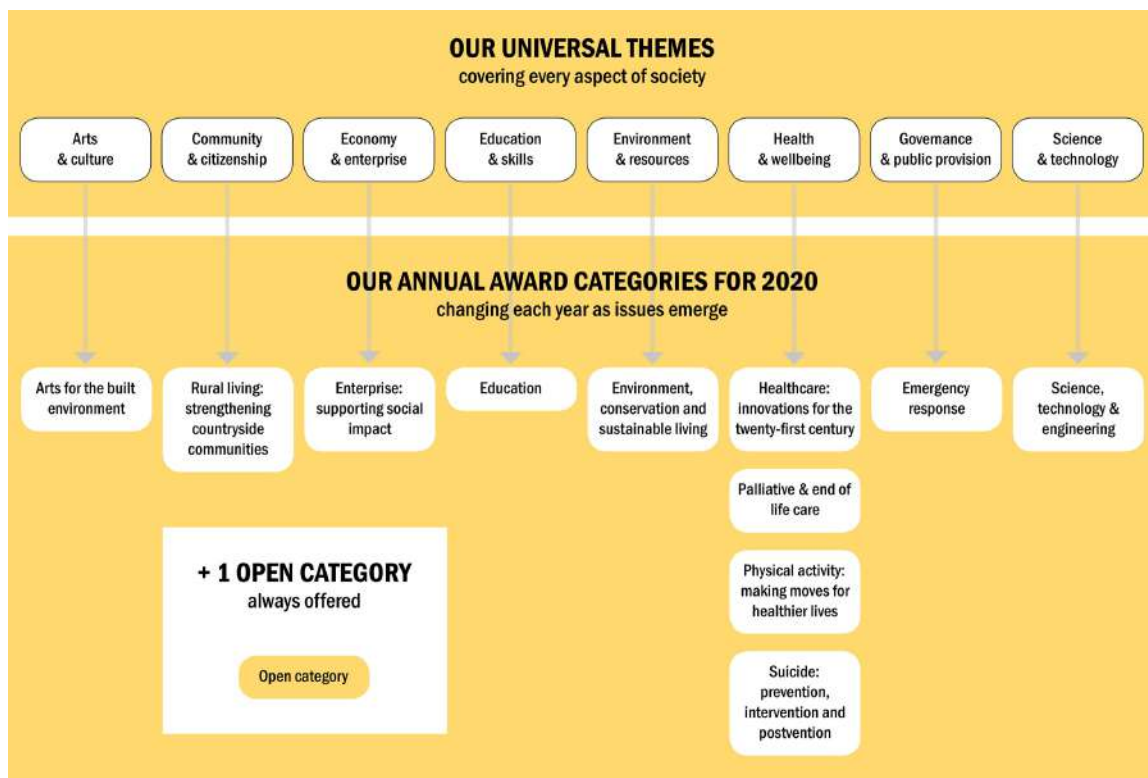 OUR UNIVERSAL THEMES
covering every aspect of society
Arts
& culture
Community
& citizenship
Economy
& enterprise
Education
& skills
Environment
& resources
Health
& wellbeing
Governance
& public provision
Science
& technology
OUR ANNUAL AWARD CATEGORIES FOR 2020
changing each year as issues emerge
Arts for the built
environment
Rural living:
strengthening
countryside
communities
Enterprise:
supporting social
impact
Education
Environment,
conservation and
sustainable living
Healthcare:
innovations for the
twenty-first century
Palliative & end of
life care
Physical activity:
making moves for
healthier lives
Suicide:
prevention,
intervention and
postvention
Emergency
response
Science,
technology &
engineering
+ 1 OPEN CATEGORY
always offered
Open category